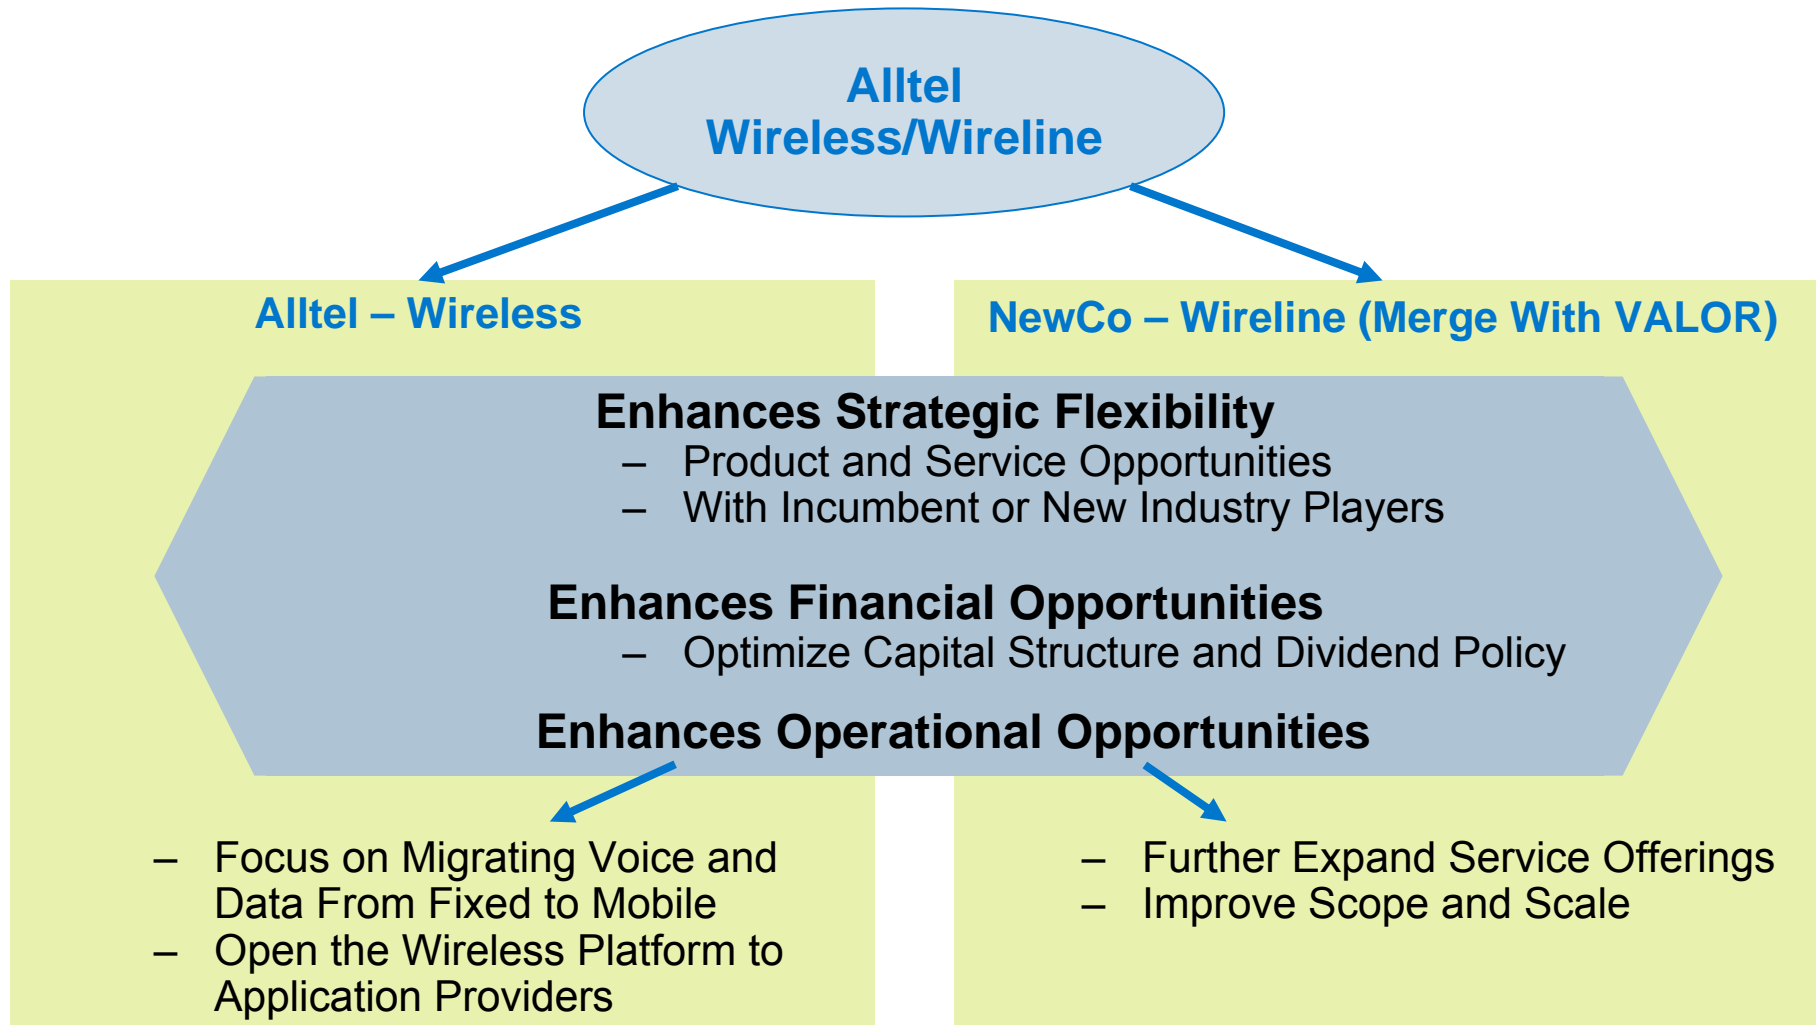 Alltel
Wireless/Wireline
Alltel – Wireless
NewCo – Wireline (Merge With VALOR)
Enhances Strategic Flexibility
– Product and Service Opportunities
– With Incumbent or New Industry Players
Enhances Financial Opportunities
– Optimize Capital Structure and Dividend Policy
Enhances Operational Opportunities
– Focus on Migrating Voice and
Data From Fixed to Mobile
– Open the Wireless Platform to
Application Providers
– Further Expand Service Offerings
– Improve Scope and Scale